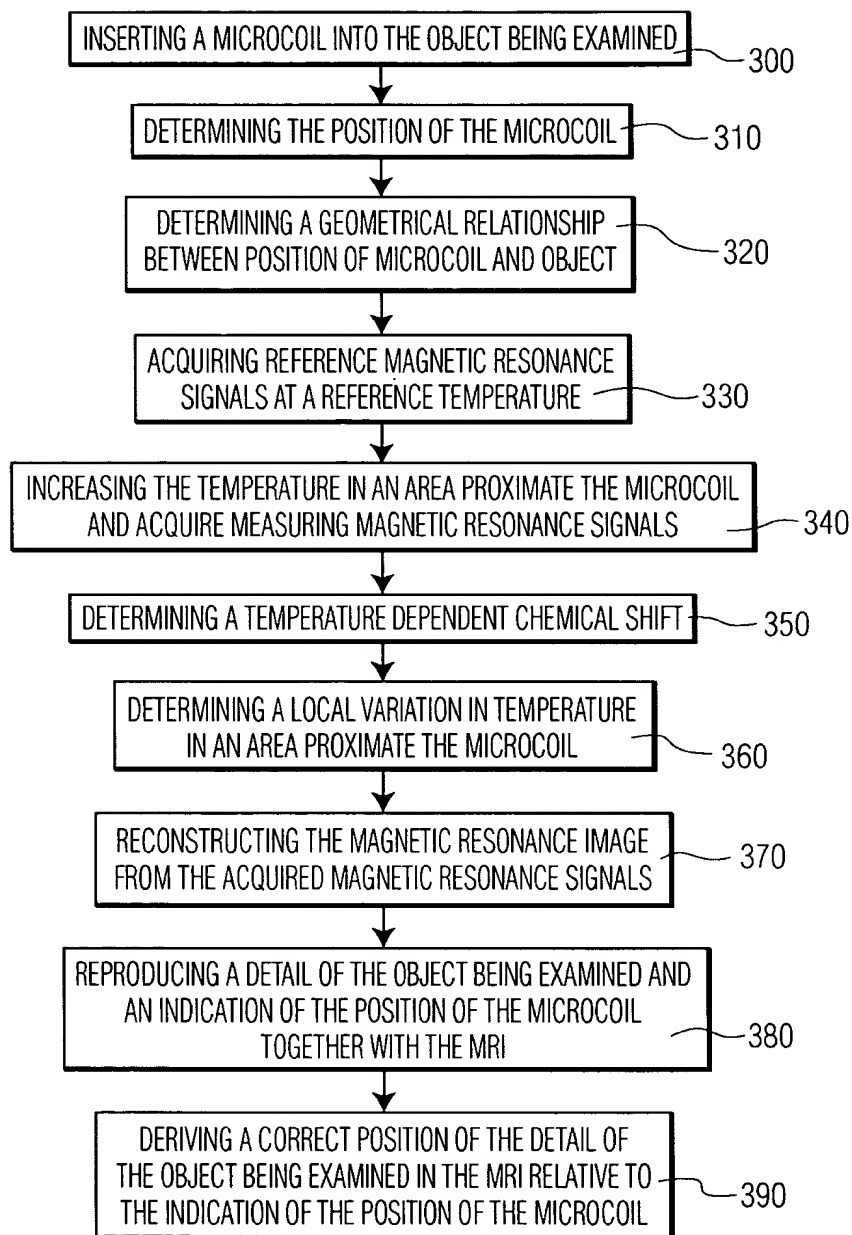 INSERTING A MICROCOIL INTO THE OBJECT BEING EXAMINED
300
DETERMINING THE POSITION OF THE MICROCOIL
310
DETERMINING A GEOMETRICAL RELATIONSHIP
BETWEEN POSITION OF MICROCOIL AND OBJECT
320
ACQUIRING REFERENCE MAGNETIC RESONANCE
SIGNALS AT A REFERENCE TEMPERATURE
330
INCREASING THE TEMPERATURE IN AN AREA PROXIMATE THE MICROCOIL
AND ACQUIRE MEASURING MAGNETIC RESONANCE SIGNALS
340
DETERMINING A TEMPERATURE DEPENDENT CHEMICAL SHIFT
350
DETERMINING A LOCAL VARIATION IN TEMPERATURE
IN AN AREA PROXIMATE THE MICROCOIL
360
RECONSTRUCTING THE MAGNETIC RESONANCE IMAGE
FROM THE ACQUIRED MAGNETIC RESONANCE SIGNALS
370
REPRODUCING A DETAIL OF THE OBJECT BEING EXAMINED AND
AN INDICATION OF THE POSITION OF THE MICROCOIL
TOGETHER WITH THE MRI
380
DERIVING A CORRECT POSITION OF THE DETAIL OF
THE OBJECT BEING EXAMINED IN THE MRI RELATIVE TO
THE INDICATION OF THE POSITION OF THE MICROCOIL
390